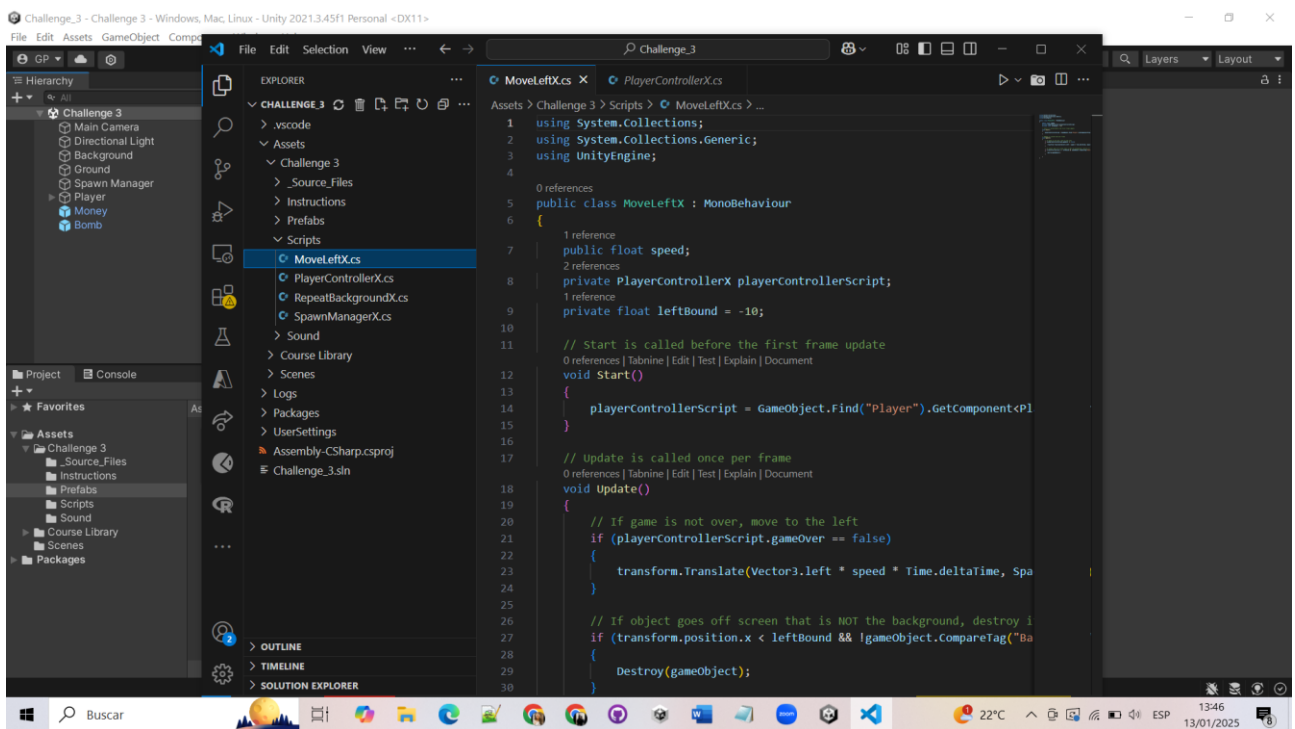 Challenge_3 - Challenge 3 - Windows, Mac, Linux - Unity 2021.3.45f1 Personal <DX11>
File Edit Assets GameObject
GP
Layers
Layout
Hierarchy
All
Challenge 3
Main Camera
Directional Light
Background
Ground
Spawn Manager
Player
Money
Bomb
Project
Console
Favorites
Assets
Challenge 3
_Source_Files
Instructions
Prefabs
Scripts
Sound
Course Library
Scenes
Packages
File Edit Selection View ···
Challenge_3
EXPLORER
CHALLENGE_3
.vscode
Assets
Challenge 3
_Source_Files
Instructions
Prefabs
Scripts
MoveLeftX.cs
PlayerControllerX.cs
RepeatBackgroundX.cs
SpawnManagerX.cs
Sound
Course Library
Scenes
Logs
Packages
UserSettings
Assembly-CSharp.csproj
Challenge_3.sln
OUTLINE
TIMELINE
SOLUTION EXPLORER
2
MoveLeftX.cs
PlayerControllerX.cs
Assets > Challenge 3 > Scripts > MoveLeftX.cs > ...
1 using System.Collections;
2 using System.Collections.Generic;
3 using UnityEngine;
4
0 references
5 public class MoveLeftX : MonoBehaviour
6 {
1 reference
7 public float speed;
2 references
8 private PlayerControllerX playerControllerScript;
1 reference
9 private float leftBound = -10;
10
11 // Start is called before the first frame update
0 references | Tabnine | Edit | Test | Explain | Document
12 void Start()
13 {
14 playerControllerScript = GameObject.Find("Player").GetComponent<Pl
15 }
16
17 // Update is called once per frame
0 references | Tabnine | Edit | Test | Explain | Document
18 void Update()
19 {
20 // If game is not over, move to the left
21 if (playerControllerScript.gameOver == false)
22 {
23 transform.Translate(Vector3.left * speed * Time.deltaTime, Spa
24 }
25
26 // If object goes off screen that is NOT the background, destroy i
27 if (transform.position.x < leftBound && !gameObject.CompareTag("Ba
28 {
29 Destroy(gameObject);
30 }
Buscar
22°C
ESP
13:46
13/01/2025